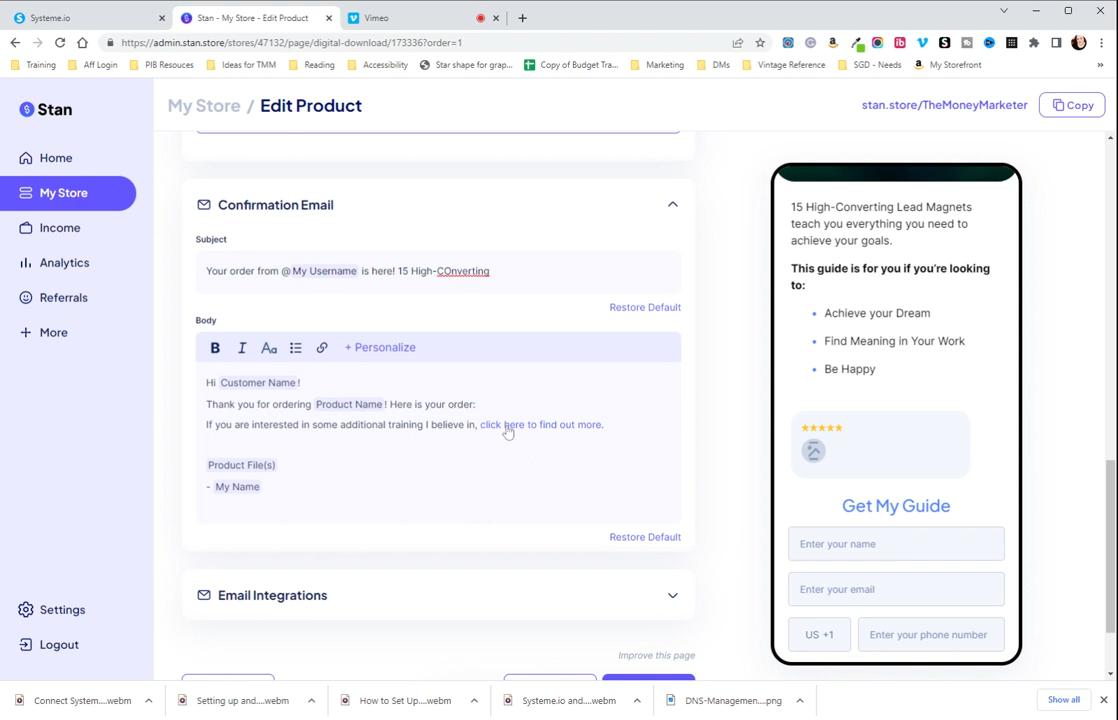 Systeme.io
Stan - My Store - Edit Product
Vimeo
https://admin.stan.store/stores/47132/page/digital-download/173336?order=1
Training
Aff Login
PIB Resouces
Ideas for TMM
Reading
Accessibility
Star shape for grap...
Copy of Budget Tra...
Marketing
DMs
Vintage Reference
SGD - Needs
My Storefront
Stan
My Store / Edit Product
stan.store/TheMoneyMarketer
Copy
Home
My Store
Income
Analytics
Referrals
More
Settings
Logout
Confirmation Email
Subject
Your order from @ My Username is here! 15 High-COnverting
Restore Default
Body
B I Aa + Personalize
Hi Customer Name !
Thank you for ordering Product Name ! Here is your order:
If you are interested in some additional training I believe in, click here to find out more.
Product File(s)
- My Name
Restore Default
Email Integrations
Improve this page
15 High-Converting Lead Magnets
teach you everything you need to
achieve your goals.
This guide is for you if you're looking
to:
• Achieve your Dream
• Find Meaning in Your Work
• Be Happy
Get My Guide
Enter your name
Enter your email
US +1
Enter your phone number
Connect System....webm
Setting up and....webm
How to Set Up....webm
Systeme.io and....webm
DNS-Managemen....png
Show all